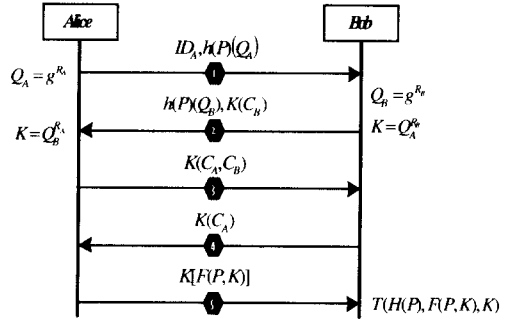 Alice
Bob
ID_A, h(P)(Q_A)
1
Q_A = g^{R_A}
Q_B = g^{R_B}
h(P)(Q_B), K(C_B)
2
K = Q_B^{R_A}
K = Q_A^{R_B}
K(C_A, C_B)
3
K(C_A)
4
K[F(P, K)]
5
T(H(P), F(P, K), K)